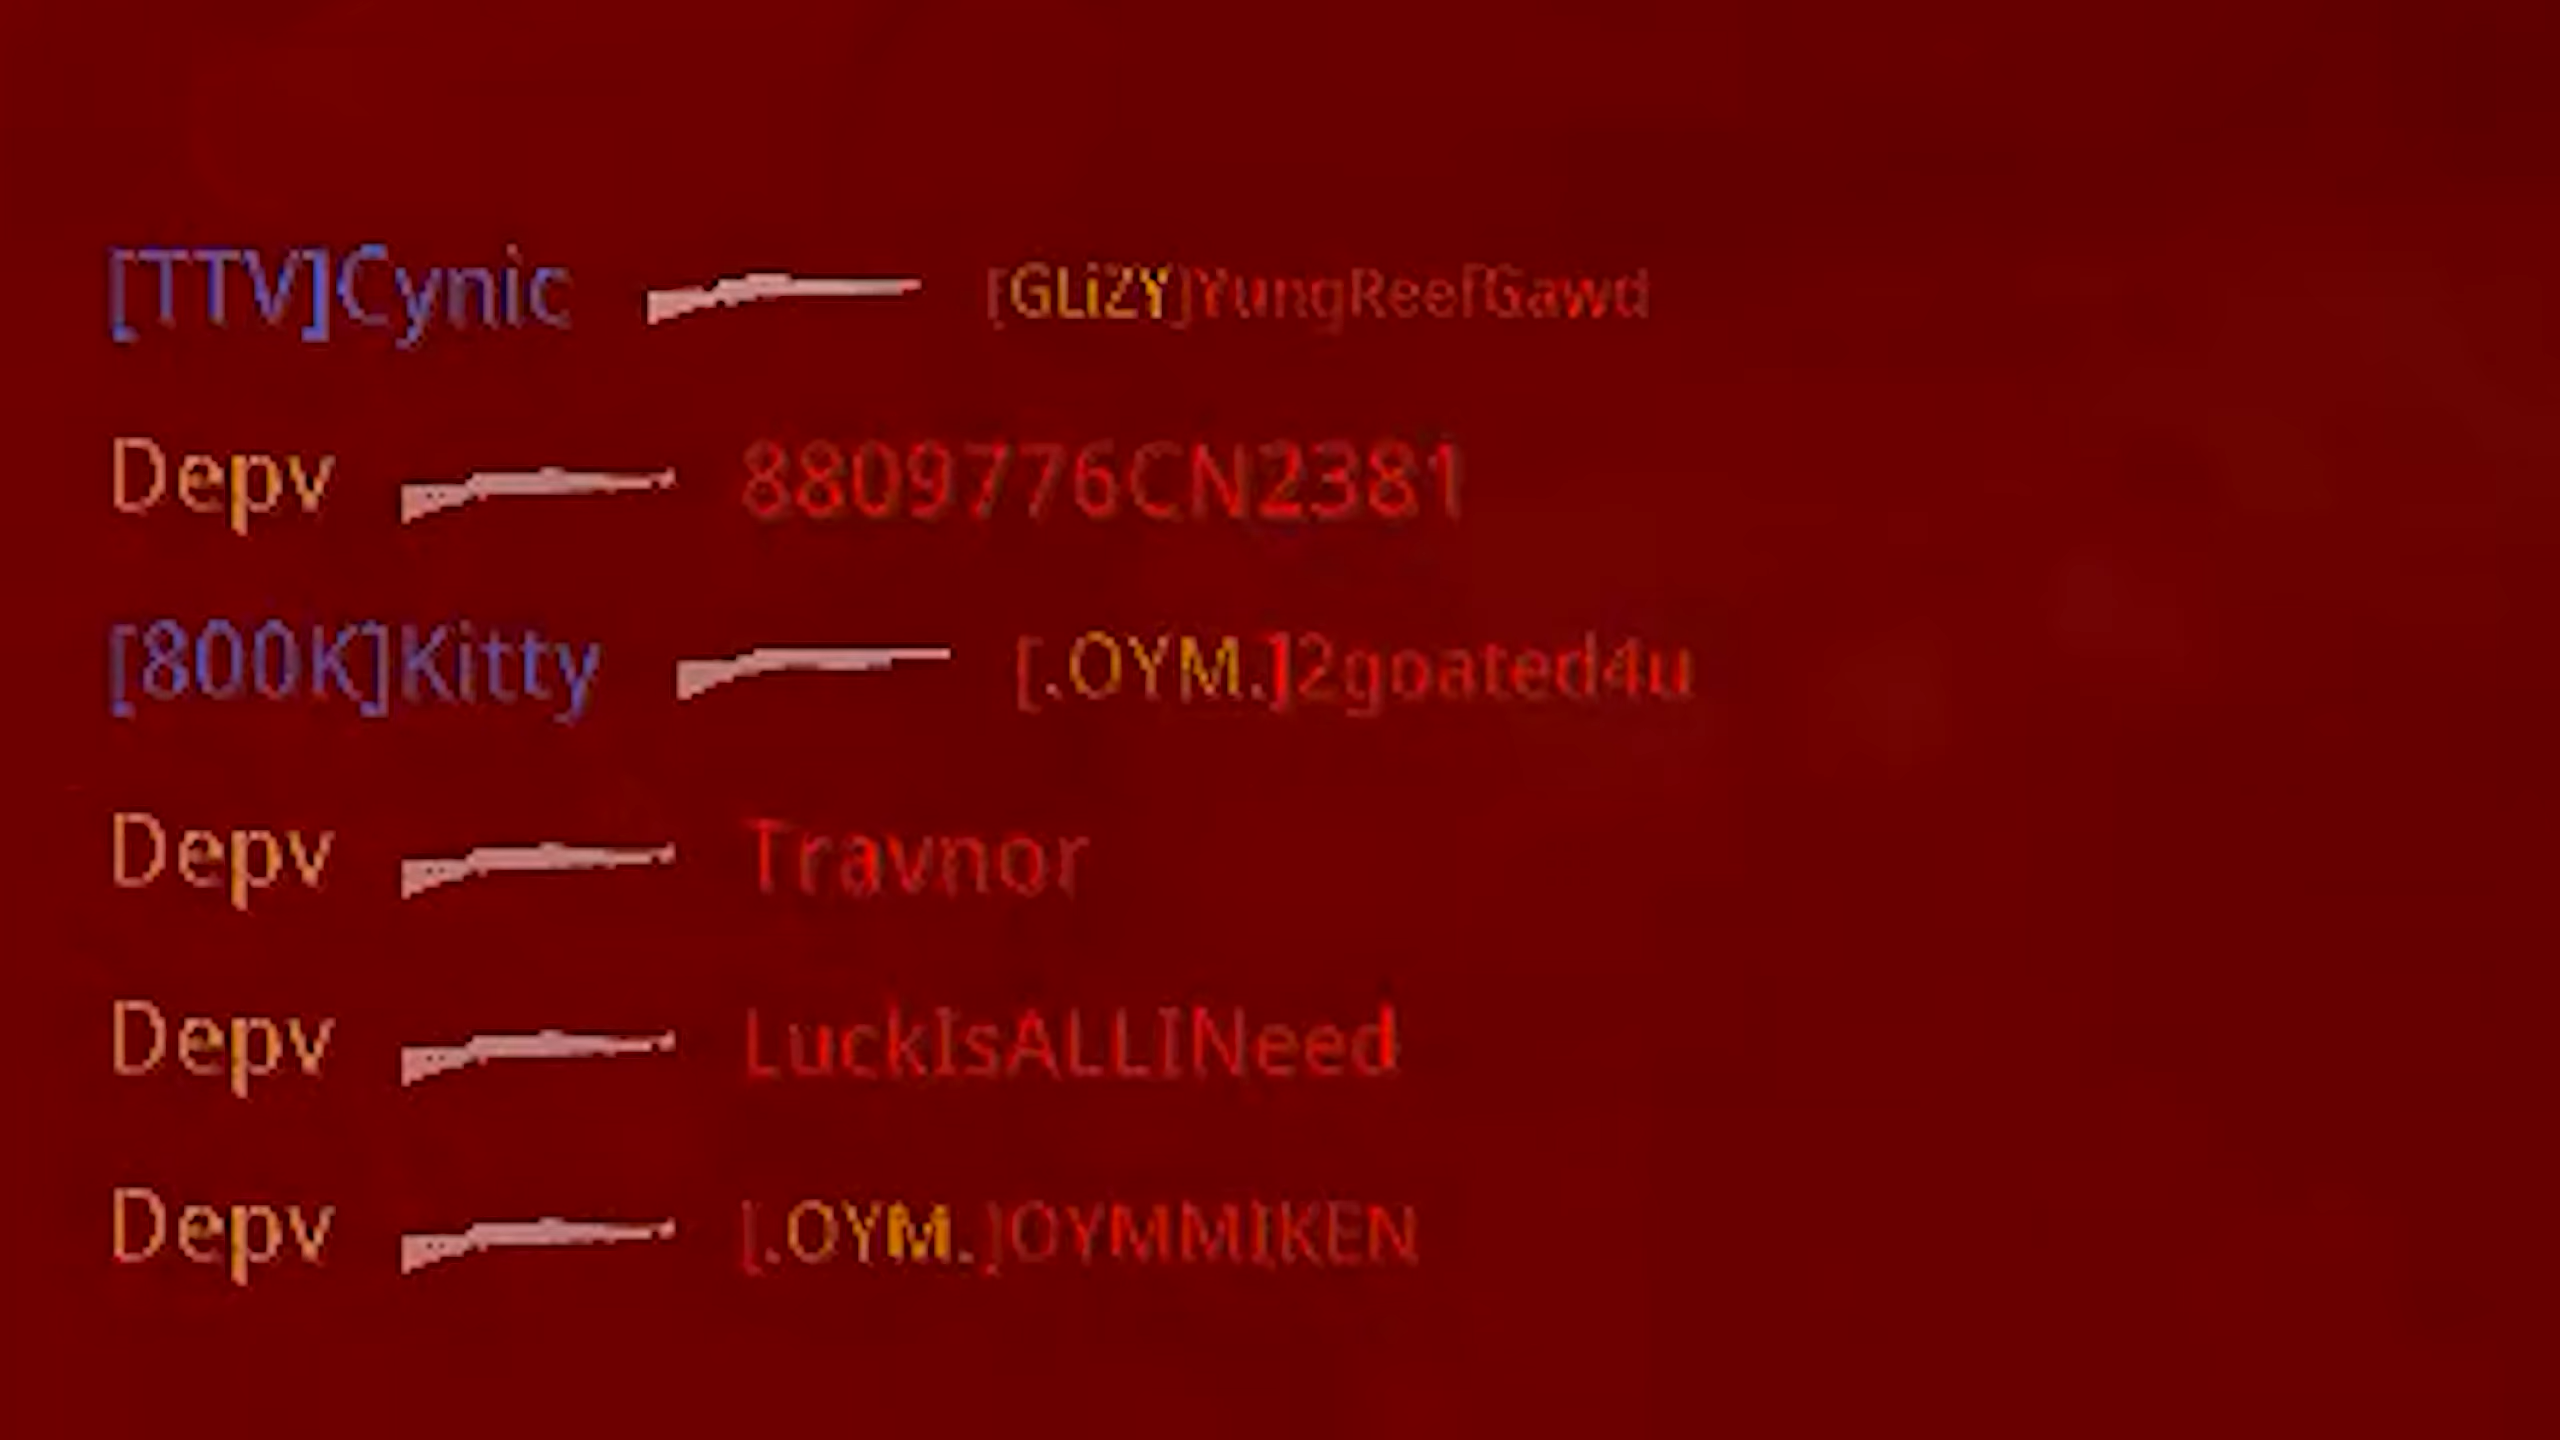 [TTV]Cynic [GLiZY]YungReefGawd
Depv 8809776CN2381
[800K]Kitty [.OYM.]2goated4u
Depv Travnor
Depv LuckIsALLINeed
Depv [.OYM.]OYMMIKEN